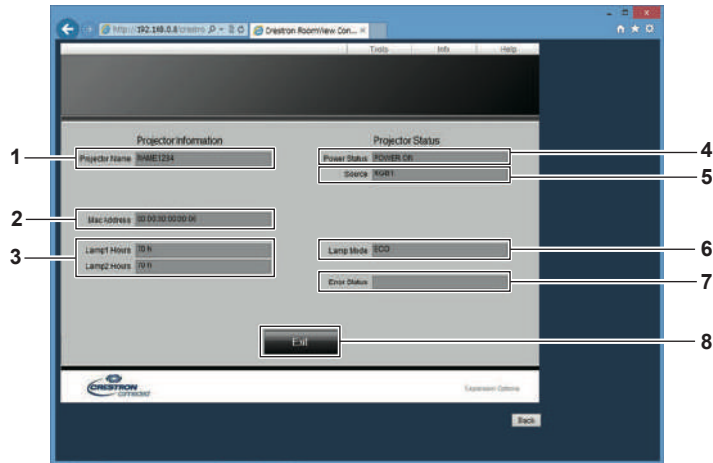 http://192.168.0.8/crestro
Crestron RoomView Con...
Tools Info Help
Projector Information Projector Status
1 Projector Name NAME1234 Power Status POWER ON 4
Source RGB1 5
2 Mac Address 00:00:00:00:00:00
3 Lamp1 Hours 70 H Lamp Mode ECO 6
Lamp2 Hours 70 H
Error Status 7
Exit 8
CRESTRON CONNECTED Expansion Options
Back